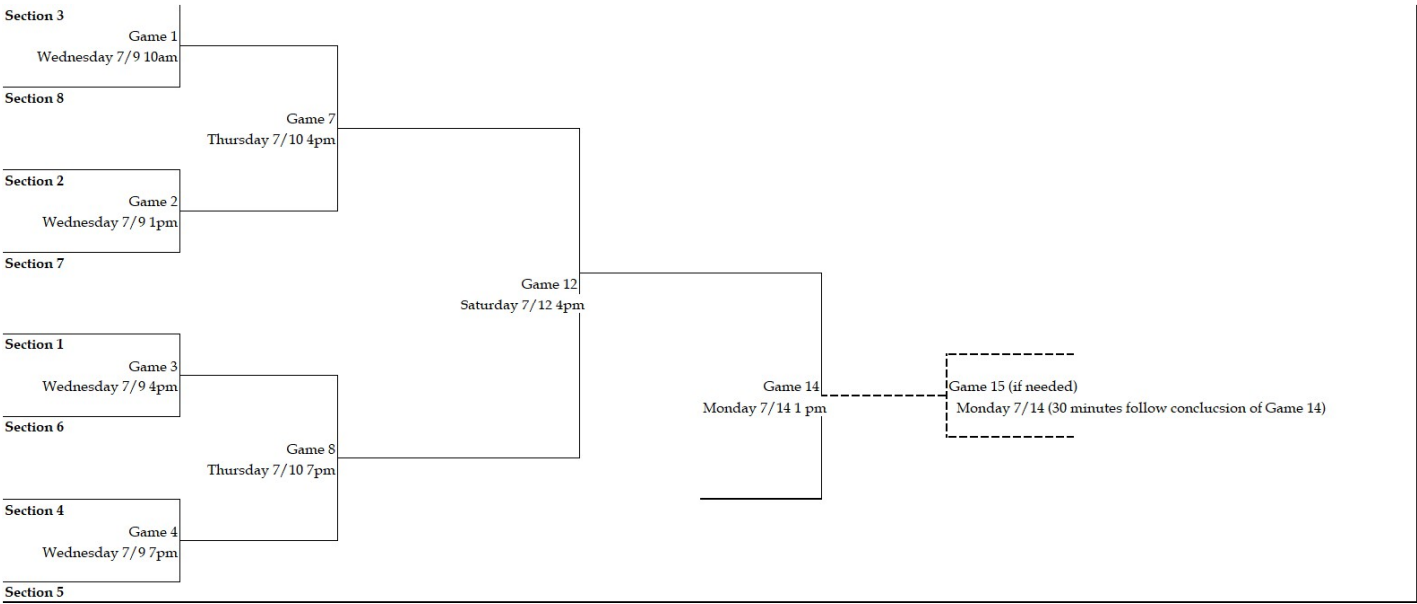 Section 3
Game 1
Wednesday 7/9 10am
Section 8
Game 7
Thursday 7/10 4pm
Section 2
Game 2
Wednesday 7/9 1pm
Section 7
Game 12
Saturday 7/12 4pm
Section 1
Game 3
Wednesday 7/9 4pm
Section 6
Game 14
Monday 7/14 1 pm
Game 15 (if needed)
Monday 7/14 (30 minutes follow conclucsion of Game 14)
Game 8
Thursday 7/10 7pm
Section 4
Game 4
Wednesday 7/9 7pm
Section 5